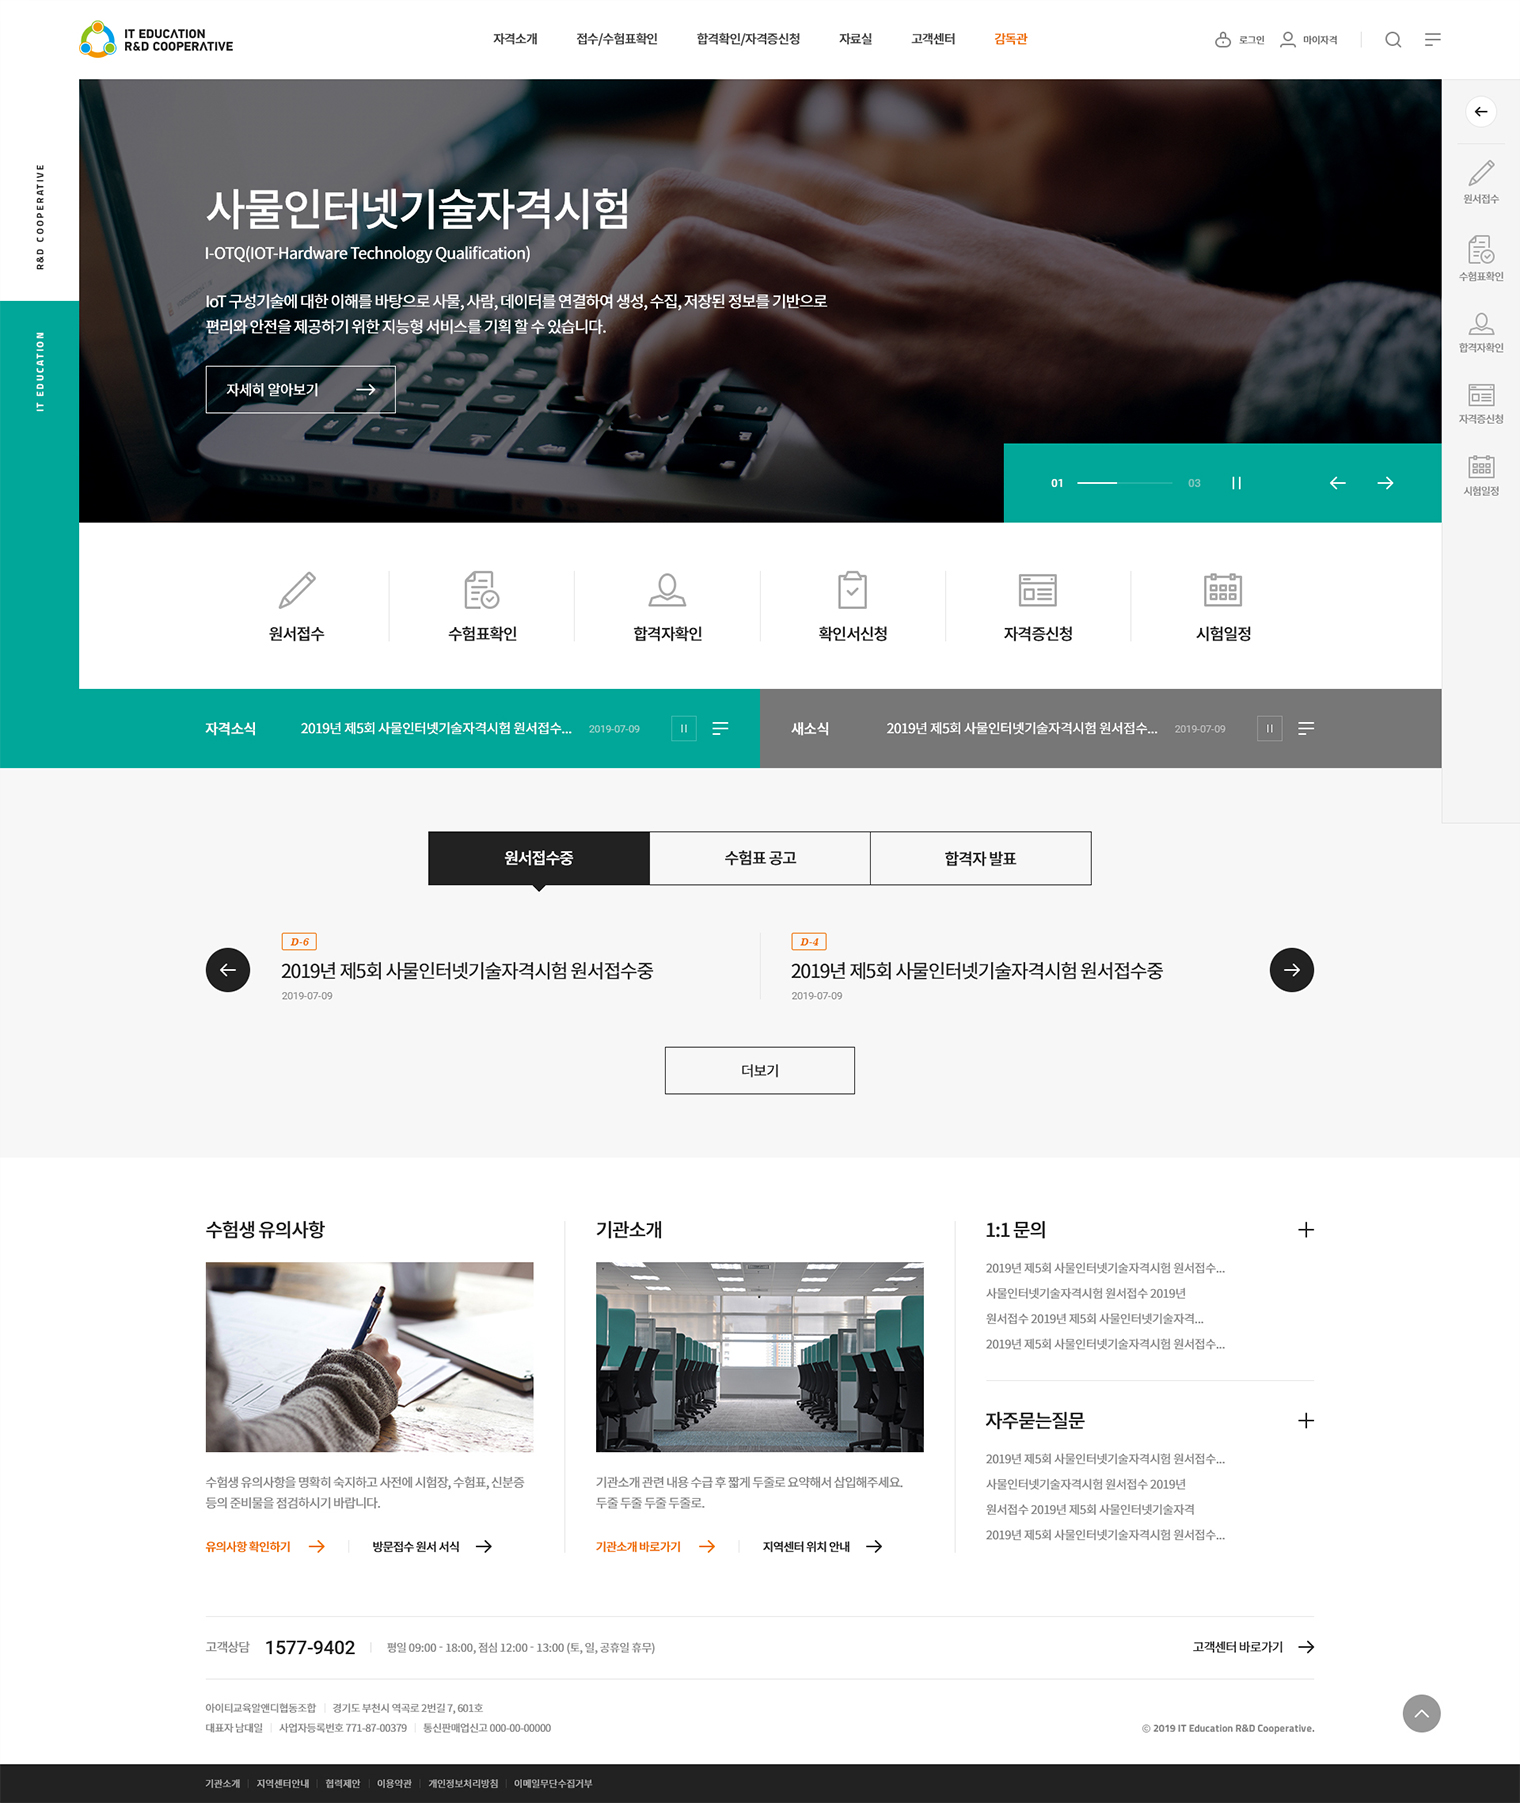 IT EDUCATION
R&D COOPERATIVE
자격소개
접수/수험표확인
합격확인/자격증신청
자료실
고객센터
감독관
로그인
마이자격
R&D COOPERATIVE
IT EDUCATION
사물인터넷기술자격시험
I-OTQ(IOT-Hardware Technology Qualification)
IoT 구성기술에 대한 이해를 바탕으로 사물, 사람, 데이터를 연결하여 생성, 수집, 저장된 정보를 기반으로
편리와 안전을 제공하기 위한 지능형 서비스를 기획 할 수 있습니다.
자세히 알아보기
01
03
원서접수
수험표확인
합격자확인
자격증신청
시험일정
원서접수
수험표확인
합격자확인
확인서신청
자격증신청
시험일정
자격소식
2019년 제5회 사물인터넷기술자격시험 원서접수...
2019-07-09
새소식
2019년 제5회 사물인터넷기술자격시험 원서접수...
2019-07-09
원서접수중
수험표 공고
합격자 발표
D-6
2019년 제5회 사물인터넷기술자격시험 원서접수중
2019-07-09
D-4
2019년 제5회 사물인터넷기술자격시험 원서접수중
2019-07-09
더보기
수험생 유의사항
수험생 유의사항을 명확히 숙지하고 사전에 시험장, 수험표, 신분증
등의 준비물을 점검하시기 바랍니다.
유의사항 확인하기
방문접수 원서 서식
기관소개
기관소개 관련 내용 수급 후 짧게 두줄로 요약해서 삽입해주세요.
두줄 두줄 두줄 두줄로.
기관소개 바로가기
지역센터 위치 안내
1:1 문의
2019년 제5회 사물인터넷기술자격시험 원서접수...
사물인터넷기술자격시험 원서접수 2019년
원서접수 2019년 제5회 사물인터넷기술자격...
2019년 제5회 사물인터넷기술자격시험 원서접수...
자주묻는질문
2019년 제5회 사물인터넷기술자격시험 원서접수...
사물인터넷기술자격시험 원서접수 2019년
원서접수 2019년 제5회 사물인터넷기술자격
2019년 제5회 사물인터넷기술자격시험 원서접수...
고객상담
1577-9402
평일 09:00 - 18:00, 점심 12:00 - 13:00 (토, 일, 공휴일 휴무)
고객센터 바로가기
아이티교육알앤디협동조합
경기도 부천시 역곡로 2번길 7, 601호
대표자 남대일
사업자등록번호 771-87-00379
통신판매업신고 000-00-00000
© 2019 IT Education R&D Cooperative.
기관소개
지역센터안내
협력제안
이용약관
개인정보처리방침
이메일무단수집거부